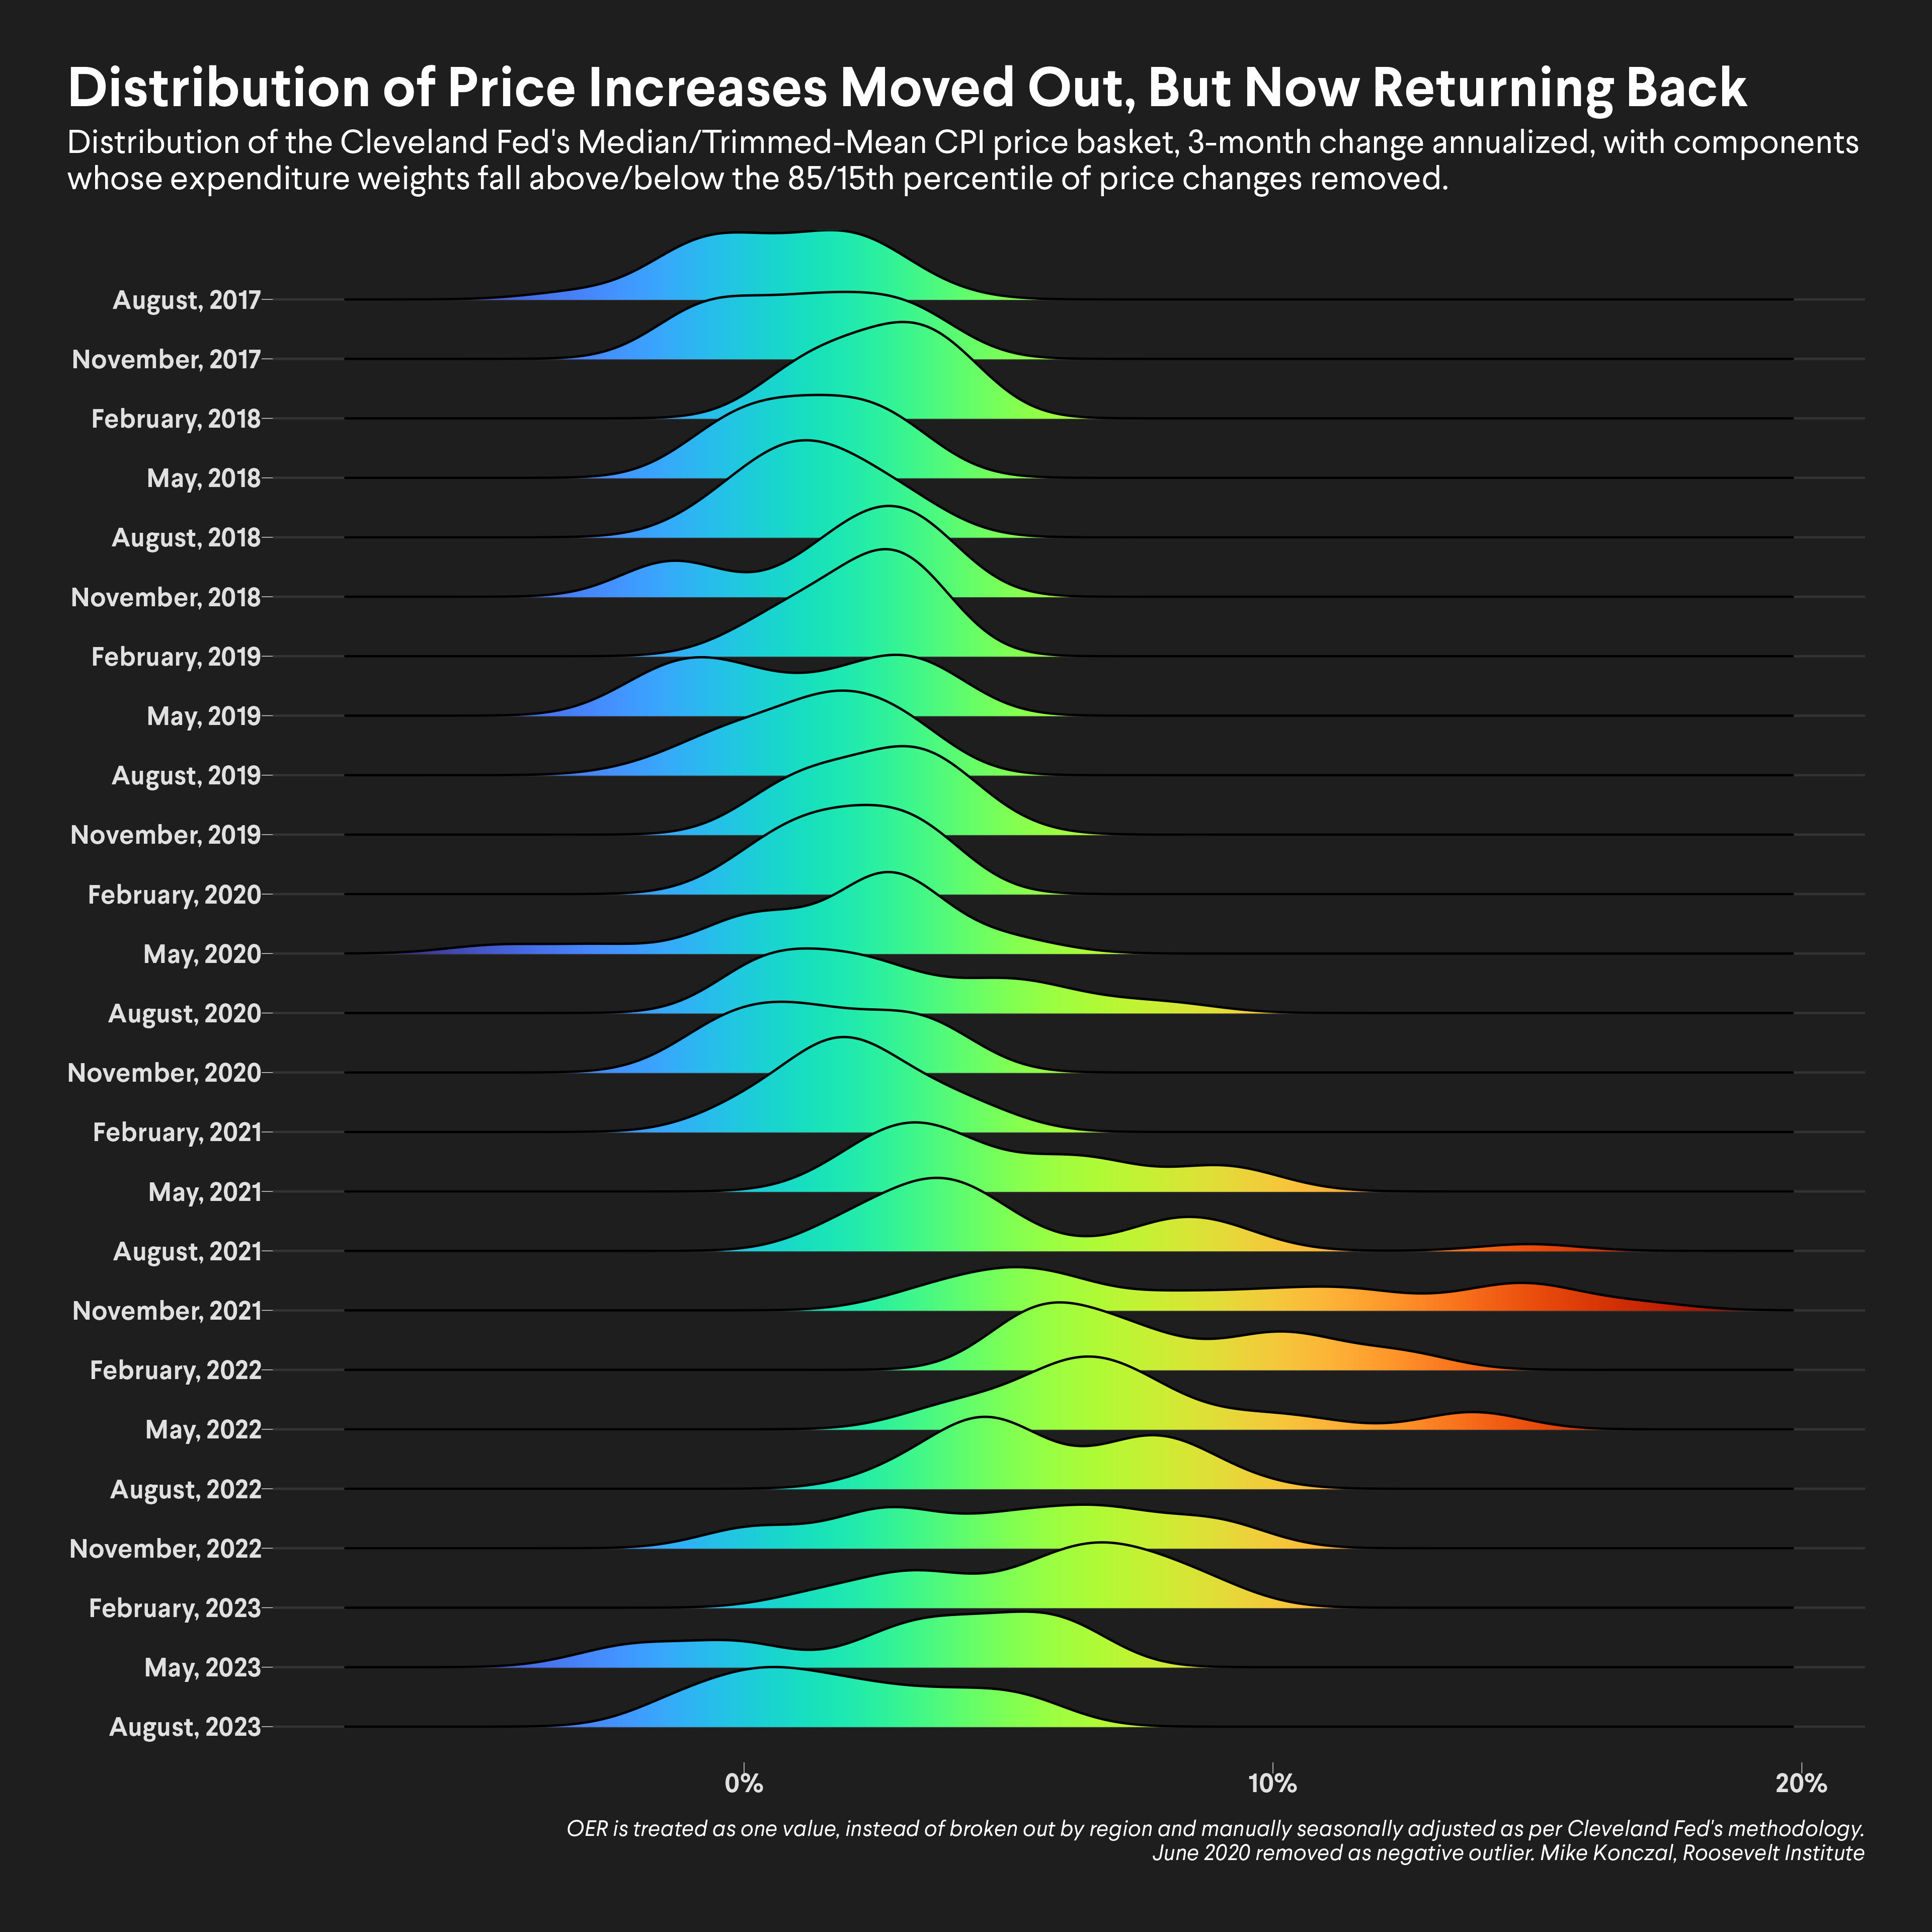 Distribution of Price Increases Moved Out, But Now Returning Back
Distribution of the Cleveland Fed's Median/Trimmed-Mean CPI price basket, 3-month change annualized, with components
whose expenditure weights fall above/below the 85/15th percentile of price changes removed.
August, 2017
November, 2017
February, 2018
May, 2018
August, 2018
November, 2018
February, 2019
May, 2019
August, 2019
November, 2019
February, 2020
May, 2020
August, 2020
November, 2020
February, 2021
May, 2021
August, 2021
November, 2021
February, 2022
May, 2022
August, 2022
November, 2022
February, 2023
May, 2023
August, 2023
0% 10% 20%
OER is treated as one value, instead of broken out by region and manually seasonally adjusted as per Cleveland Fed's methodology.
June 2020 removed as negative outlier. Mike Konczal, Roosevelt Institute